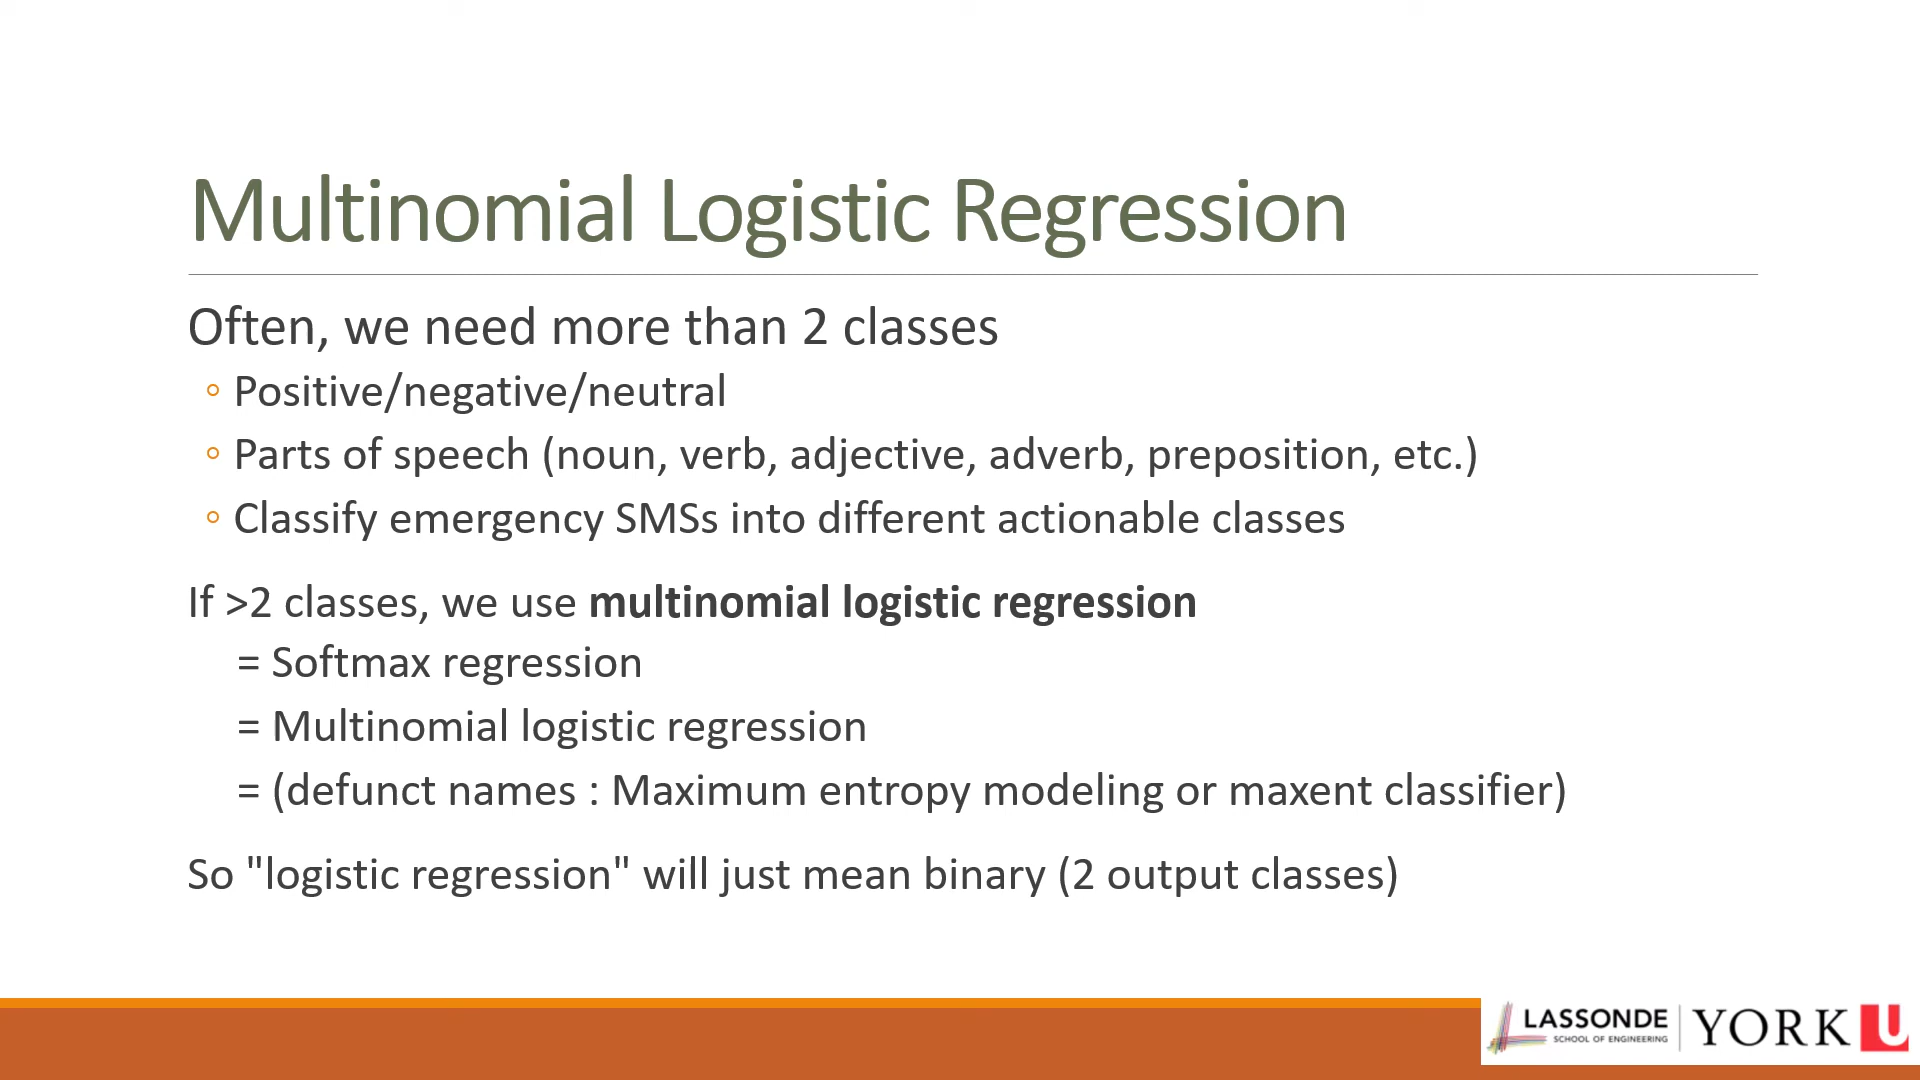 Multinomial Logistic Regression
Often, we need more than 2 classes
◦ Positive/negative/neutral
◦ Parts of speech (noun, verb, adjective, adverb, preposition, etc.)
◦ Classify emergency SMSs into different actionable classes
If >2 classes, we use multinomial logistic regression
= Softmax regression
= Multinomial logistic regression
= (defunct names : Maximum entropy modeling or maxent classifier)
So "logistic regression" will just mean binary (2 output classes)
LASSONDE
SCHOOL OF ENGINEERING
YORK U